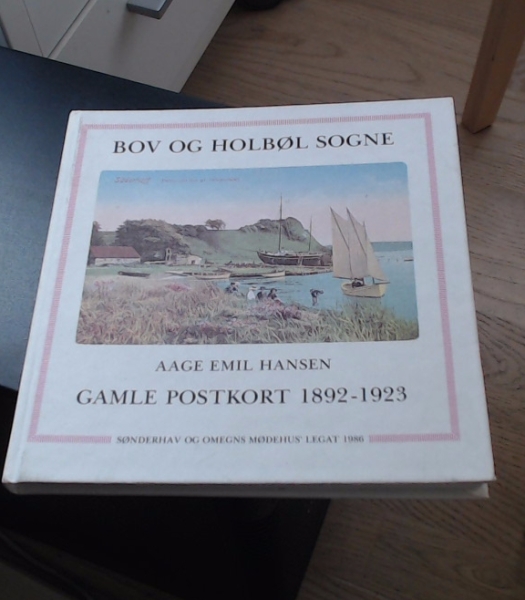 BOV OG HOLBØL SOGNE
AAGE EMIL HANSEN
GAMLE POSTKORT 1892-1923
SØNDERHAV OG OMEGNS MØDEHUS' LEGAT 1986